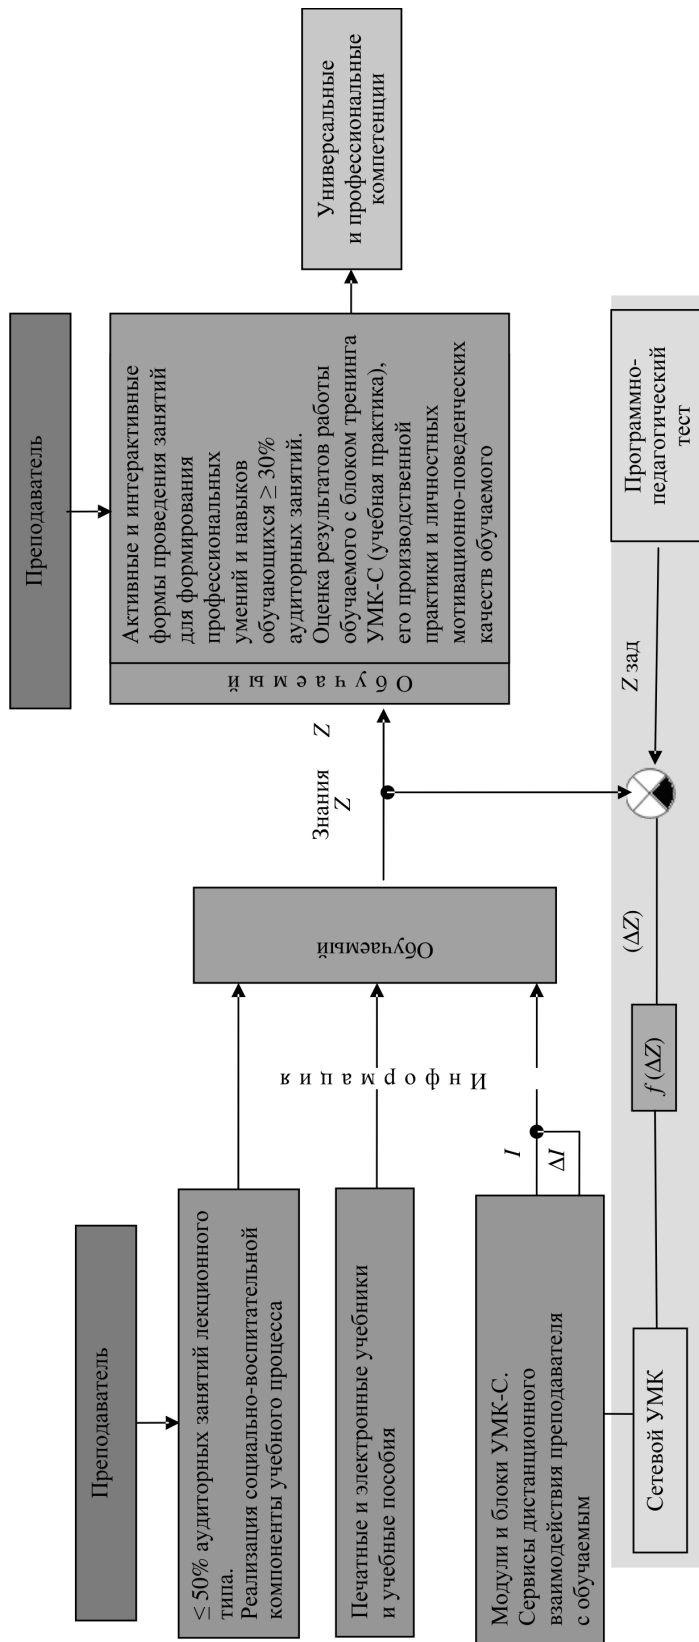 Преподаватель
≤ 50% аудиторных занятий лекционного
типа.
Реализация социально-воспитательной
компоненты учебного процесса
Печатные и электронные учебники
и учебные пособия
Модули и блоки УМК-С.
Сервисы дистанционного
взаимодействия преподавателя
с обучаемым
I
ΔI
Информация
Обучаемый
Знания
Z
Z
Преподаватель
Обучаемый
Активные и интерактивные
формы проведения занятий
для формирования
профессиональных
умений и навыков
обучающихся ≥ 30%
аудиторных занятий.
Оценка результатов работы
обучаемого с блоком тренинга
УМК-С (учебная практика),
его производственной
практики и личностных
мотивационно-поведенческих
качеств обучаемого
Универсальные
и профессиональные
компетенции
Сетевой УМК
f (ΔZ)
(ΔZ)
Z зад
Программно-
педагогический
тест